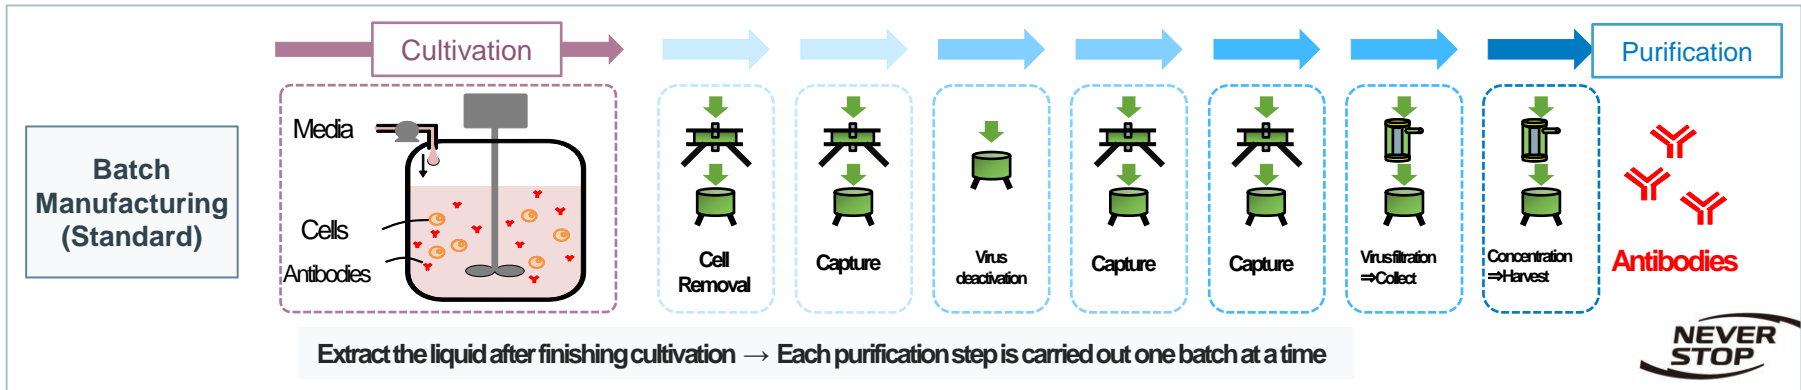 Cultivation
Purification
Batch
Manufacturing
(Standard)
Media
Cells
Antibodies
Cell
Removal
Capture
Virus
deactivation
Capture
Capture
Virus filtration
⇒Collect
Concentration
⇒Harvest
Antibodies
Extract the liquid after finishing cultivation → Each purification step is carried out one batch at a time
NEVER
STOP